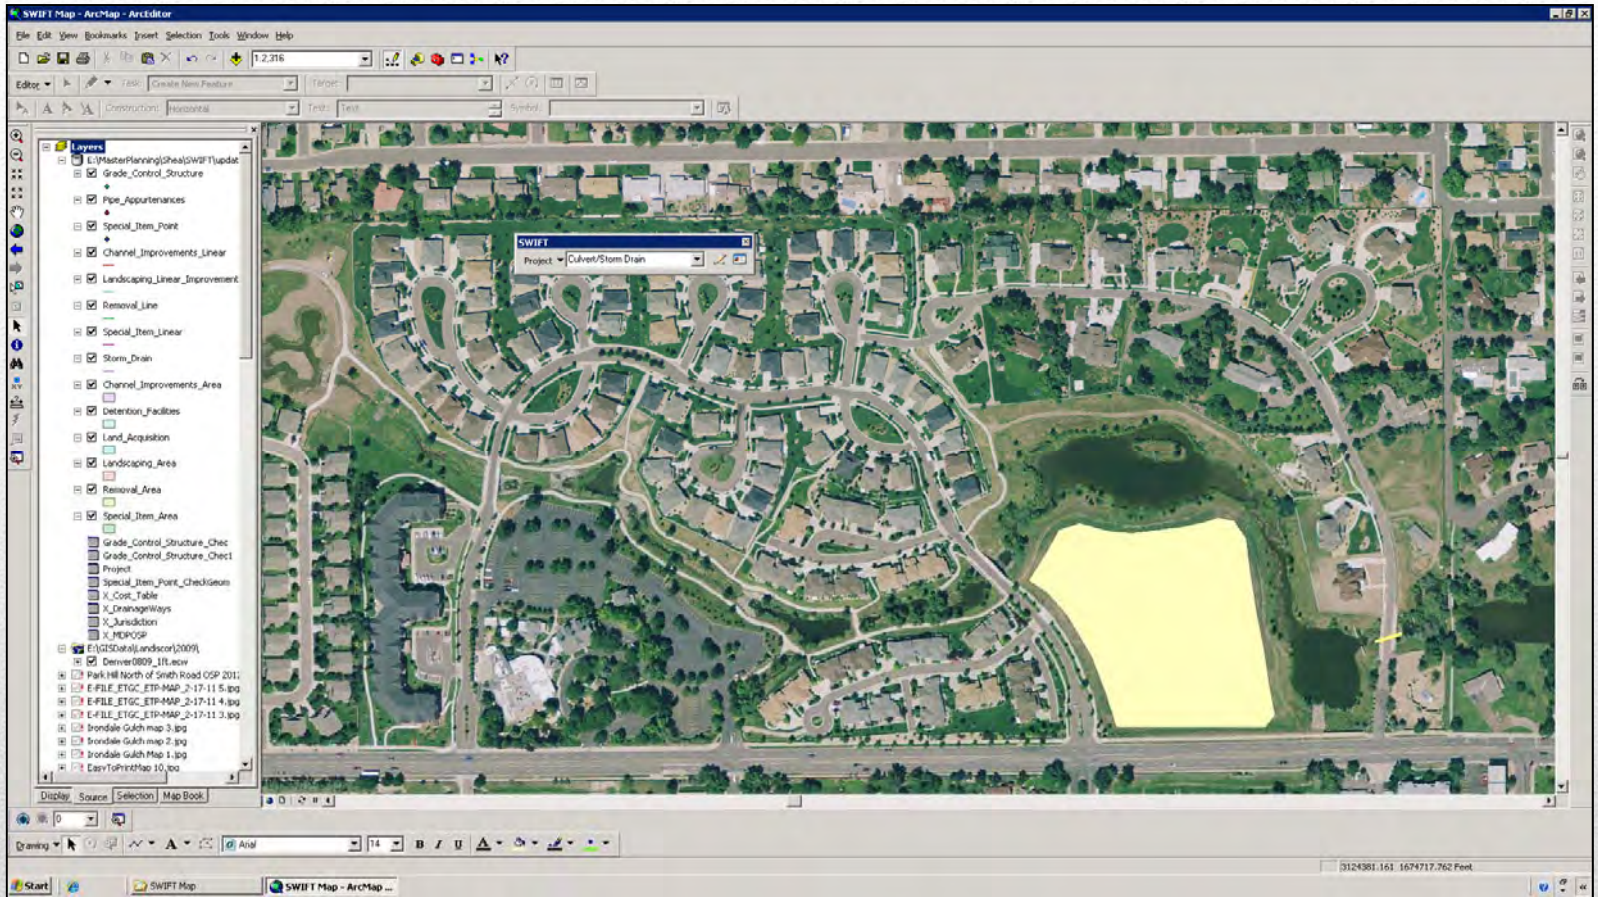 SWIFT Map - ArcMap - ArcEditor
File Edit View Bookmarks Insert Selection Tools Window Help
1:2,316
Editor Task: Create New Feature Target:
Construction: Horizontal Text: Text Symbol:
Layers
E:\MasterPlanning\Shea\SWIFT\updat
Grade_Control_Structure
Pipe_Appurtenances
Special_Item_Point
Channel_Improvements_Linear
Landscaping_Linear_Improvement
Removal_Line
Special_Item_Linear
Storm_Drain
Channel_Improvements_Area
Detention_Facilities
Land_Acquisition
Landscaping_Area
Removal_Area
Special_Item_Area
Grade_Control_Structure_Chec
Grade_Control_Structure_Chec1
Project
Special_Item_Point_CheckGeom
X_Cost_Table
X_DrainageWays
X_Jurisdiction
X_MDPOSP
E:\GISData\Landiscor\2009\
Denver0809_1ft.ecw
Park Hill North of Smith Road OSP 201
E-FILE_ETGC_ETP-MAP_2-17-11 5.jpg
E-FILE_ETGC_ETP-MAP_2-17-11 4.jpg
E-FILE_ETGC_ETP-MAP_2-17-11 3.jpg
Irondale Gulch map 3.jpg
Irondale Gulch map 2.jpg
Irondale Gulch Map 1.jpg
EasyToPrintMap 10.jpg
Display Source Selection Map Book
SWIFT
Project Culvert/Storm Drain
0
Drawing A Arial 14 B I U A
3124381.161 1674717.762 Feet
Start SWIFT Map SWIFT Map - ArcMap ...